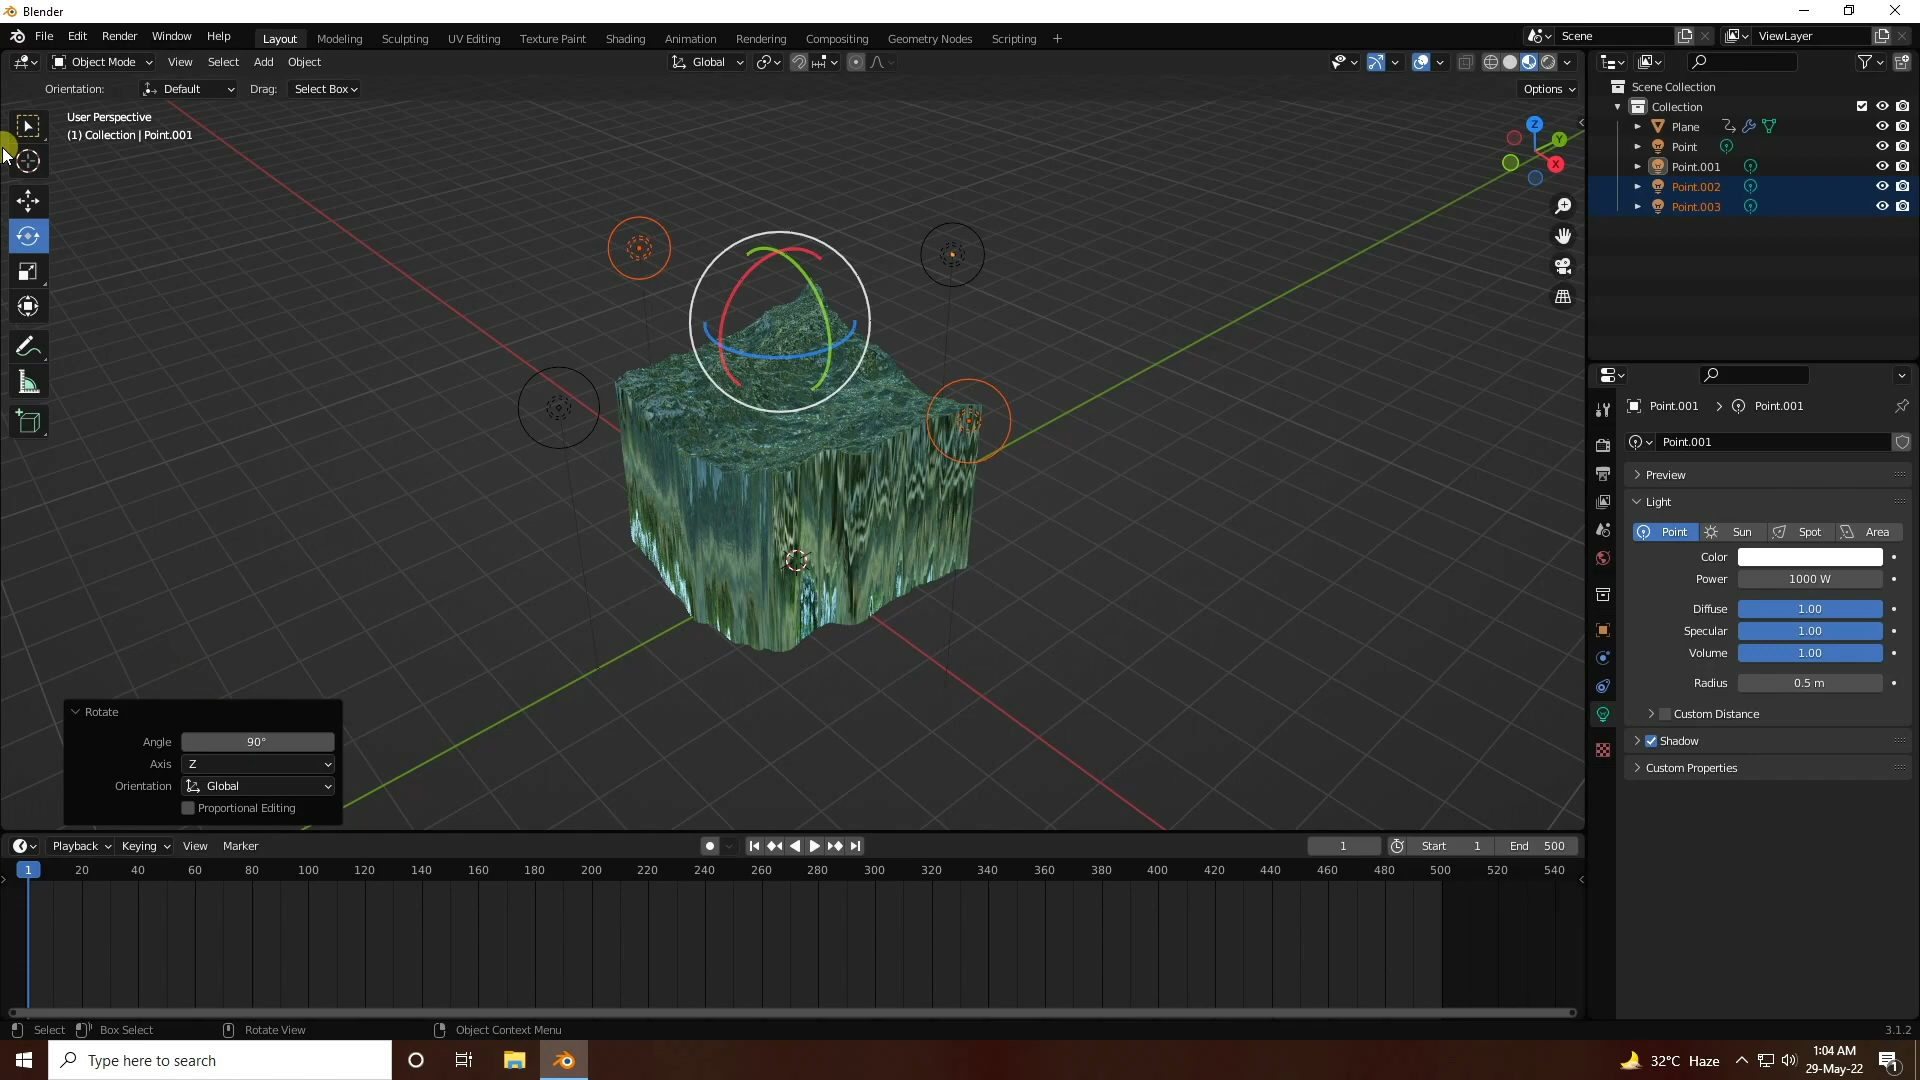 Blender
File Edit Render Window Help Layout Modeling Sculpting UV Editing Texture Paint Shading Animation Rendering Compositing Geometry Nodes Scripting + Scene ViewLayer
Object Mode View Select Add Object Global
Orientation: Default Drag: Select Box Options
User Perspective
(1) Collection | Point.001
Z
Y
X
Scene Collection
Collection
Plane
Point
Point.001
Point.002
Point.003
Point.001 > Point.001
Point.001
Preview
Light
Point Sun Spot Area
Color
Power 1000 W
Diffuse 1.00
Specular 1.00
Volume 1.00
Radius 0.5 m
Custom Distance
Shadow
Custom Properties
Rotate
Angle 90°
Axis Z
Orientation Global
Proportional Editing
Playback Keying View Marker 1 Start 1 End 500
1 20 40 60 80 100 120 140 160 180 200 220 240 260 280 300 320 340 360 380 400 420 440 460 480 500 520 540
Select Box Select Rotate View Object Context Menu 3.1.2
Type here to search 32°C Haze 1:04 AM
29-May-22 1